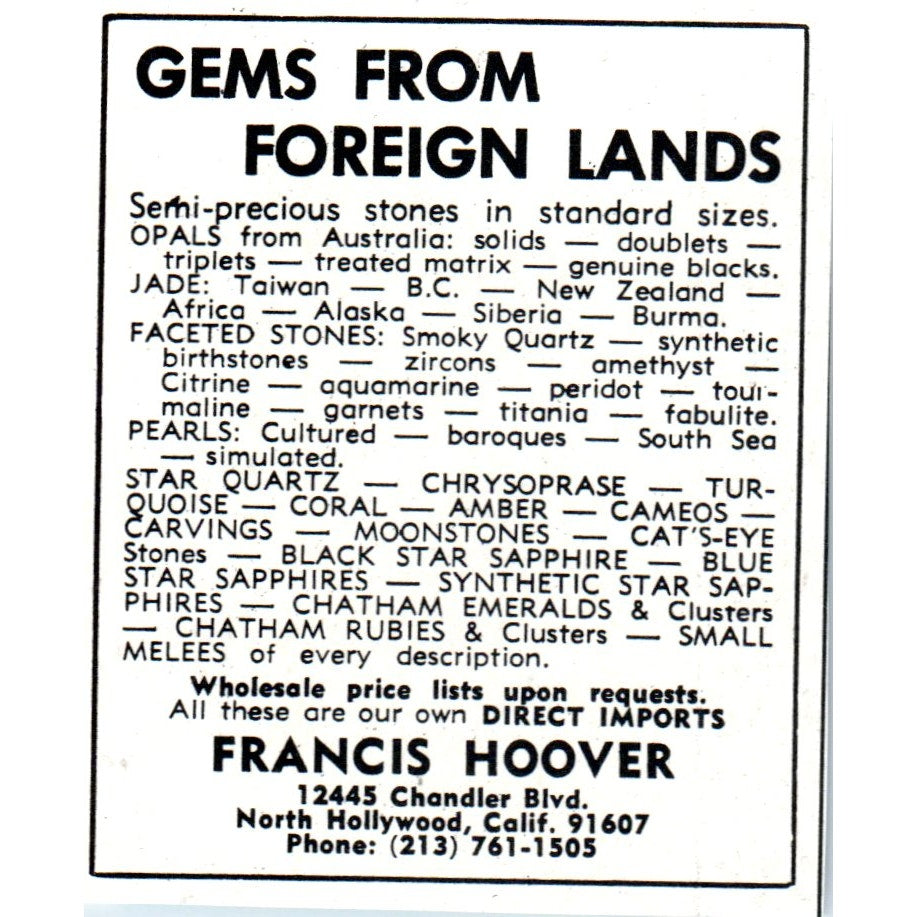 GEMS FROM
FOREIGN LANDS
Semi-precious stones in standard sizes.
OPALS from Australia: solids — doublets —
triplets — treated matrix — genuine blacks.
JADE: Taiwan — B.C. — New Zealand —
Africa — Alaska — Siberia — Burma.
FACETED STONES: Smoky Quartz — synthetic
birthstones — zircons — amethyst —
Citrine — aquamarine — peridot — tour-
maline — garnets — titania — fabulite.
PEARLS: Cultured — baroques — South Sea
— simulated.
STAR QUARTZ — CHRYSOPRASE — TUR-
QUOISE — CORAL — AMBER — CAMEOS —
CARVINGS — MOONSTONES — CAT'S-EYE
Stones — BLACK STAR SAPPHIRE — BLUE
STAR SAPPHIRES — SYNTHETIC STAR SAP-
PHIRES — CHATHAM EMERALDS & Clusters
— CHATHAM RUBIES & Clusters — SMALL
MELEES of every description.
Wholesale price lists upon requests.
All these are our own DIRECT IMPORTS
FRANCIS HOOVER
12445 Chandler Blvd.
North Hollywood, Calif. 91607
Phone: (213) 761-1505